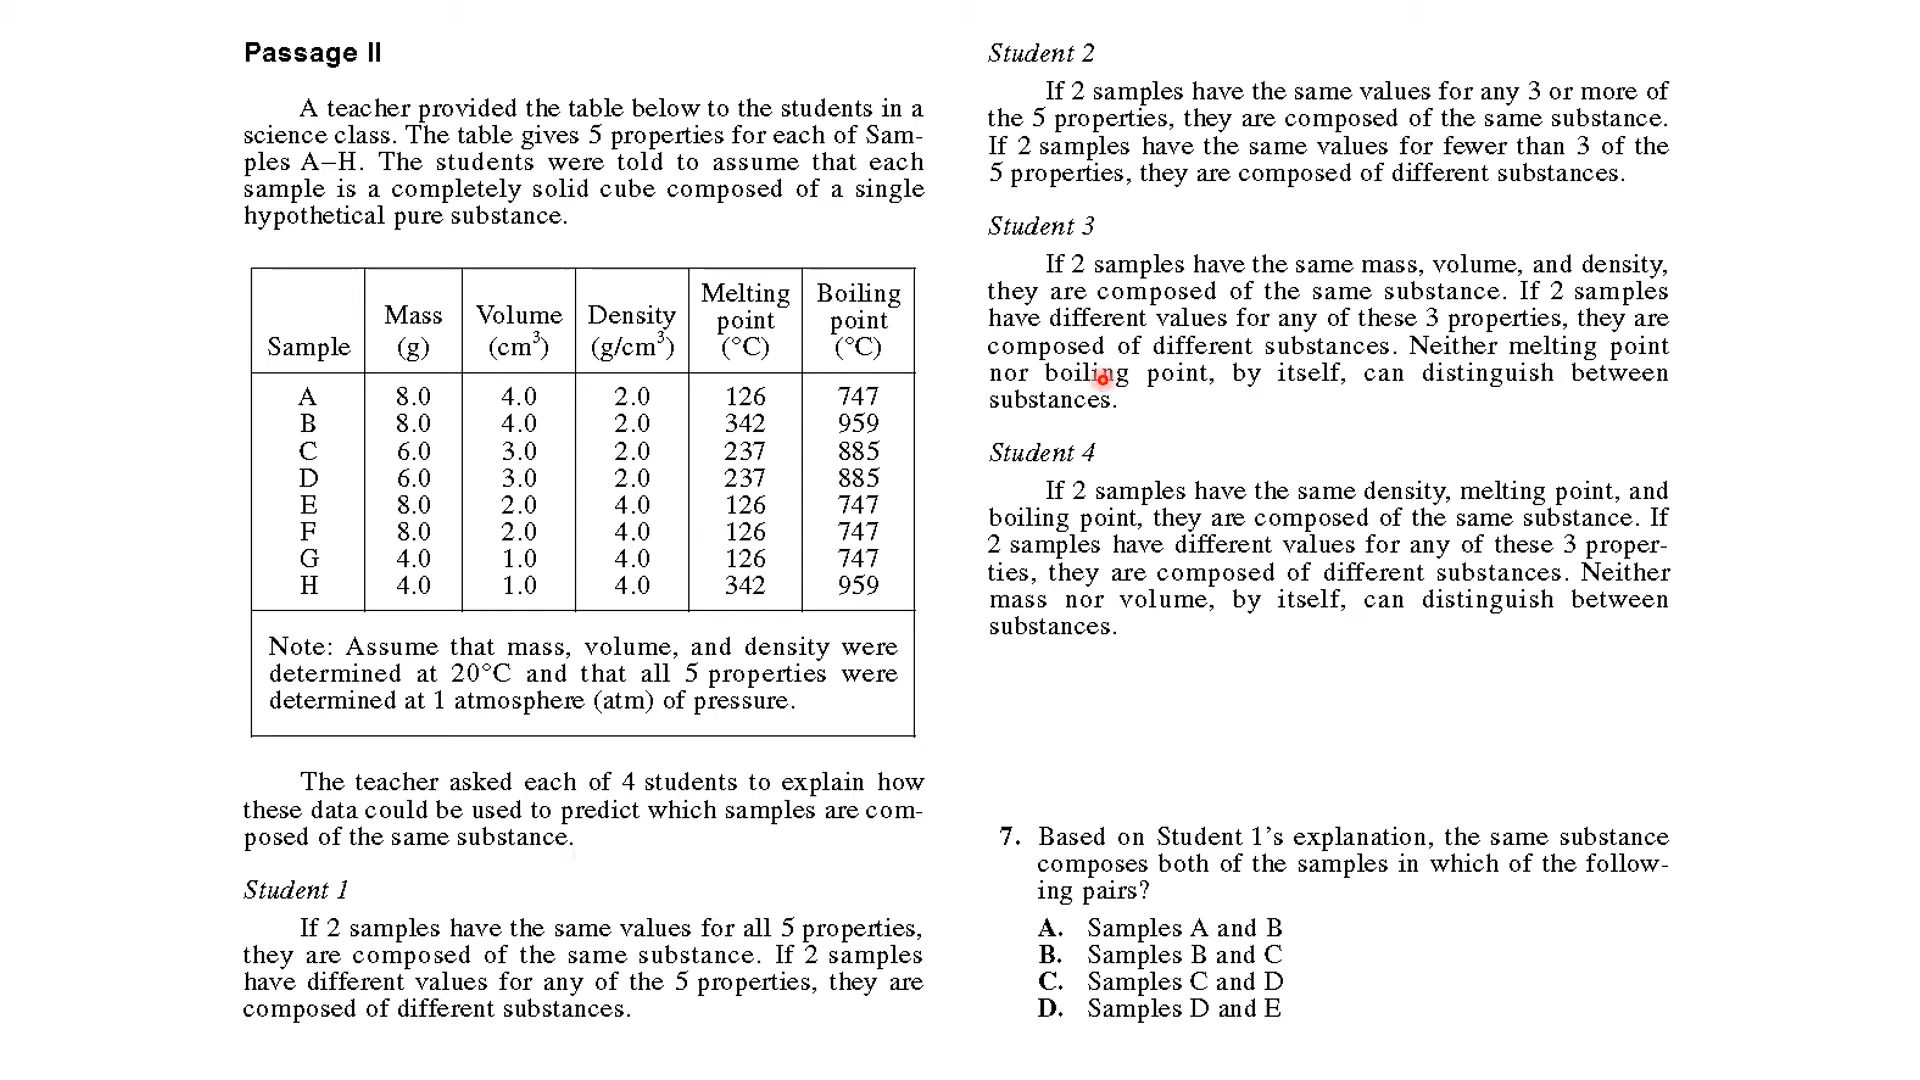 Passage II
A teacher provided the table below to the students in a
science class. The table gives 5 properties for each of Sam-
ples A–H. The students were told to assume that each
sample is a completely solid cube composed of a single
hypothetical pure substance.
Sample Mass (g) Volume (cm³) Density (g/cm³) Melting point (°C) Boiling point (°C)
A 8.0 4.0 2.0 126 747
B 8.0 4.0 2.0 342 959
C 6.0 3.0 2.0 237 885
D 6.0 3.0 2.0 237 885
E 8.0 2.0 4.0 126 747
F 8.0 2.0 4.0 126 747
G 4.0 1.0 4.0 126 747
H 4.0 1.0 4.0 342 959
Note: Assume that mass, volume, and density were
determined at 20°C and that all 5 properties were
determined at 1 atmosphere (atm) of pressure.
The teacher asked each of 4 students to explain how
these data could be used to predict which samples are com-
posed of the same substance.
Student 1
If 2 samples have the same values for all 5 properties,
they are composed of the same substance. If 2 samples
have different values for any of the 5 properties, they are
composed of different substances.
Student 2
If 2 samples have the same values for any 3 or more of
the 5 properties, they are composed of the same substance.
If 2 samples have the same values for fewer than 3 of the
5 properties, they are composed of different substances.
Student 3
If 2 samples have the same mass, volume, and density,
they are composed of the same substance. If 2 samples
have different values for any of these 3 properties, they are
composed of different substances. Neither melting point
nor boiling point, by itself, can distinguish between
substances.
Student 4
If 2 samples have the same density, melting point, and
boiling point, they are composed of the same substance. If
2 samples have different values for any of these 3 proper-
ties, they are composed of different substances. Neither
mass nor volume, by itself, can distinguish between
substances.
7. Based on Student 1's explanation, the same substance
composes both of the samples in which of the follow-
ing pairs?
A. Samples A and B
B. Samples B and C
C. Samples C and D
D. Samples D and E